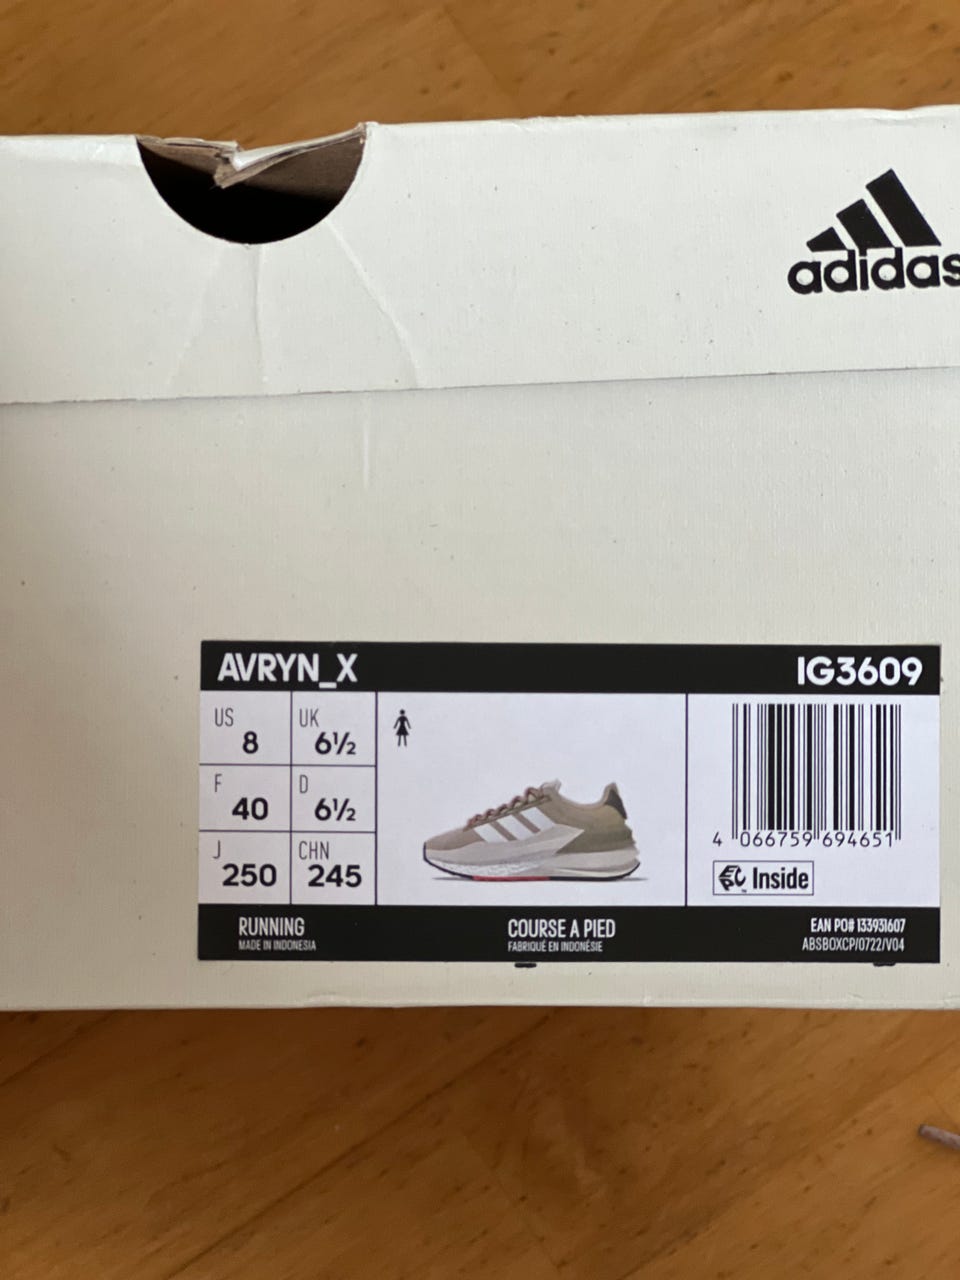 adidas
AVRYN_X IG3609
US 8 UK 6½
F 40 D 6½
J 250 CHN 245
4 066759 694651
EPC Inside
RUNNING
MADE IN INDONESIA
COURSE A PIED
FABRIQUÉ EN INDONÉSIE
EAN PO# 133931607
ABSBOXCP/0722/V04